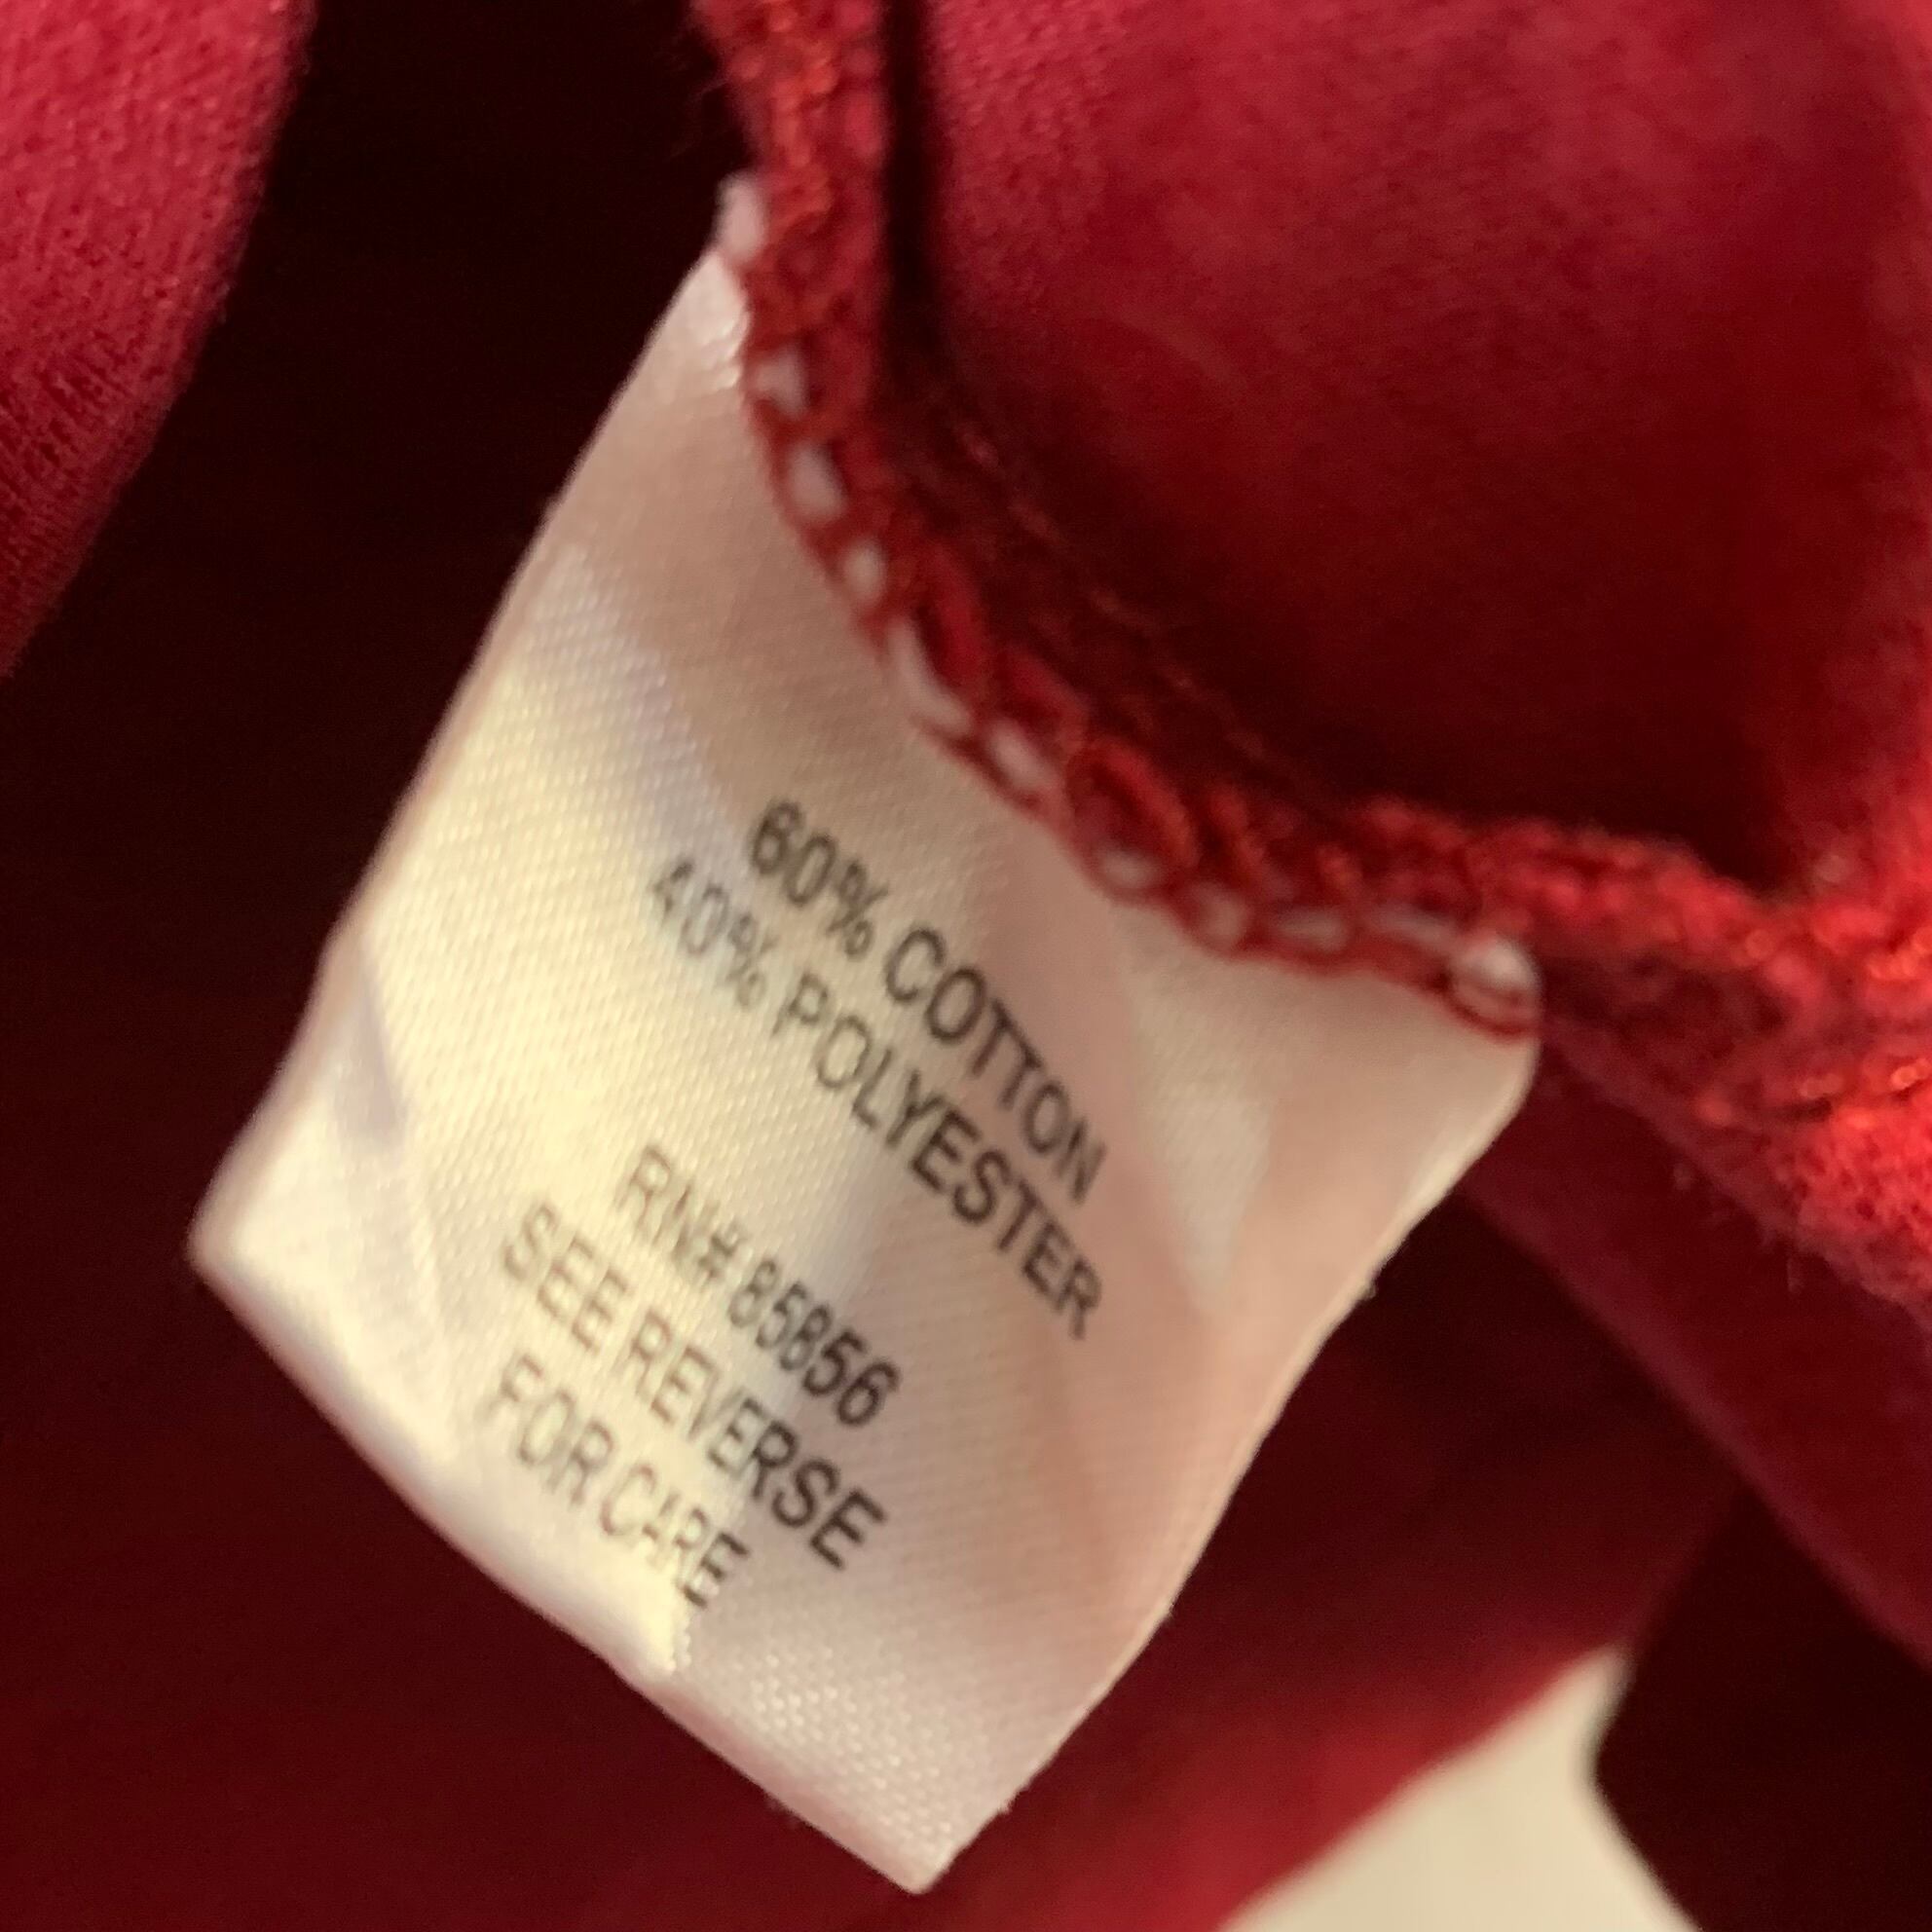 60% COTTON
40% POLYESTER
RN# 85856
SEE REVERSE
FOR CARE